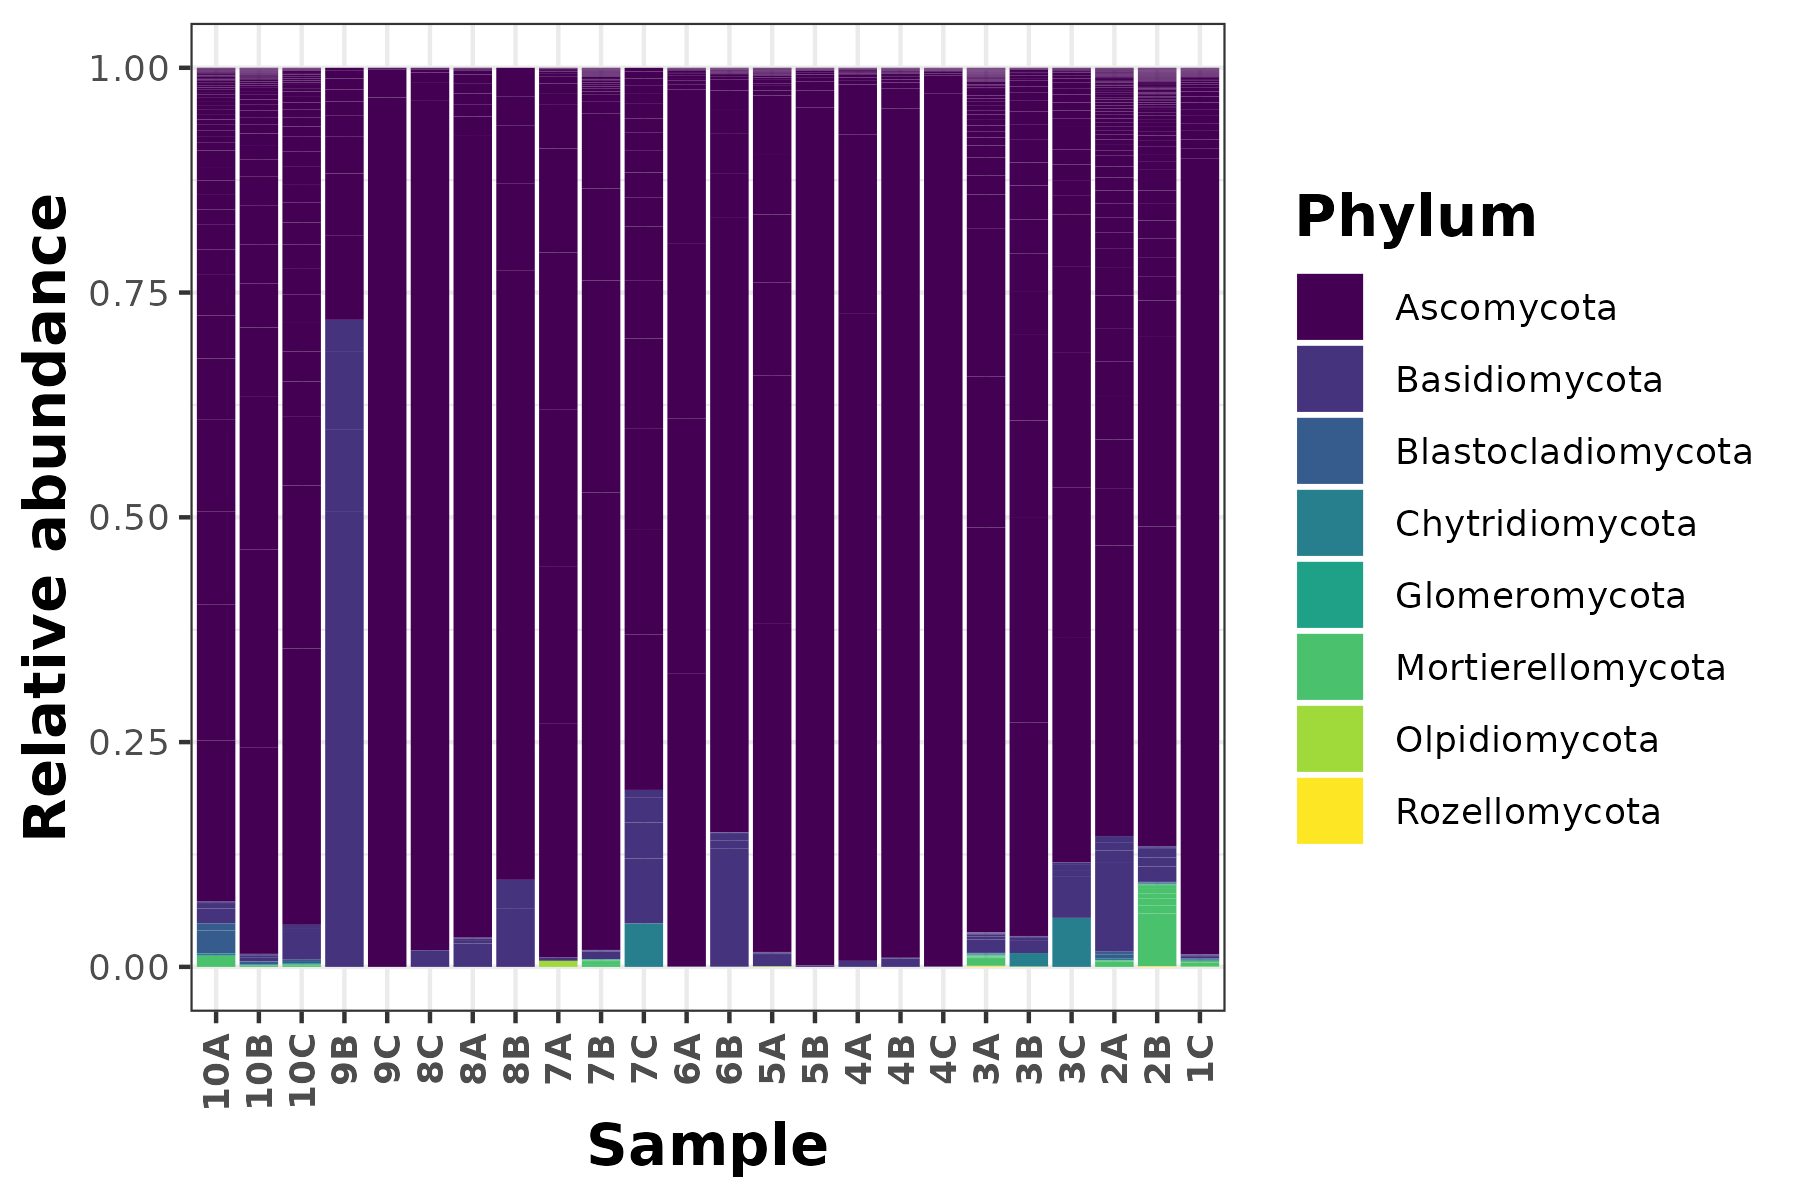 Relative abundance
1.00
0.75
0.50
0.25
0.00
10A 10B 10C 9B 9C 8C 8A 8B 7A 7B 7C 6A 6B 5A 5B 4A 4B 4C 3A 3B 3C 2A 2B 1C
Sample
Phylum
Ascomycota
Basidiomycota
Blastocladiomycota
Chytridiomycota
Glomeromycota
Mortierellomycota
Olpidiomycota
Rozellomycota